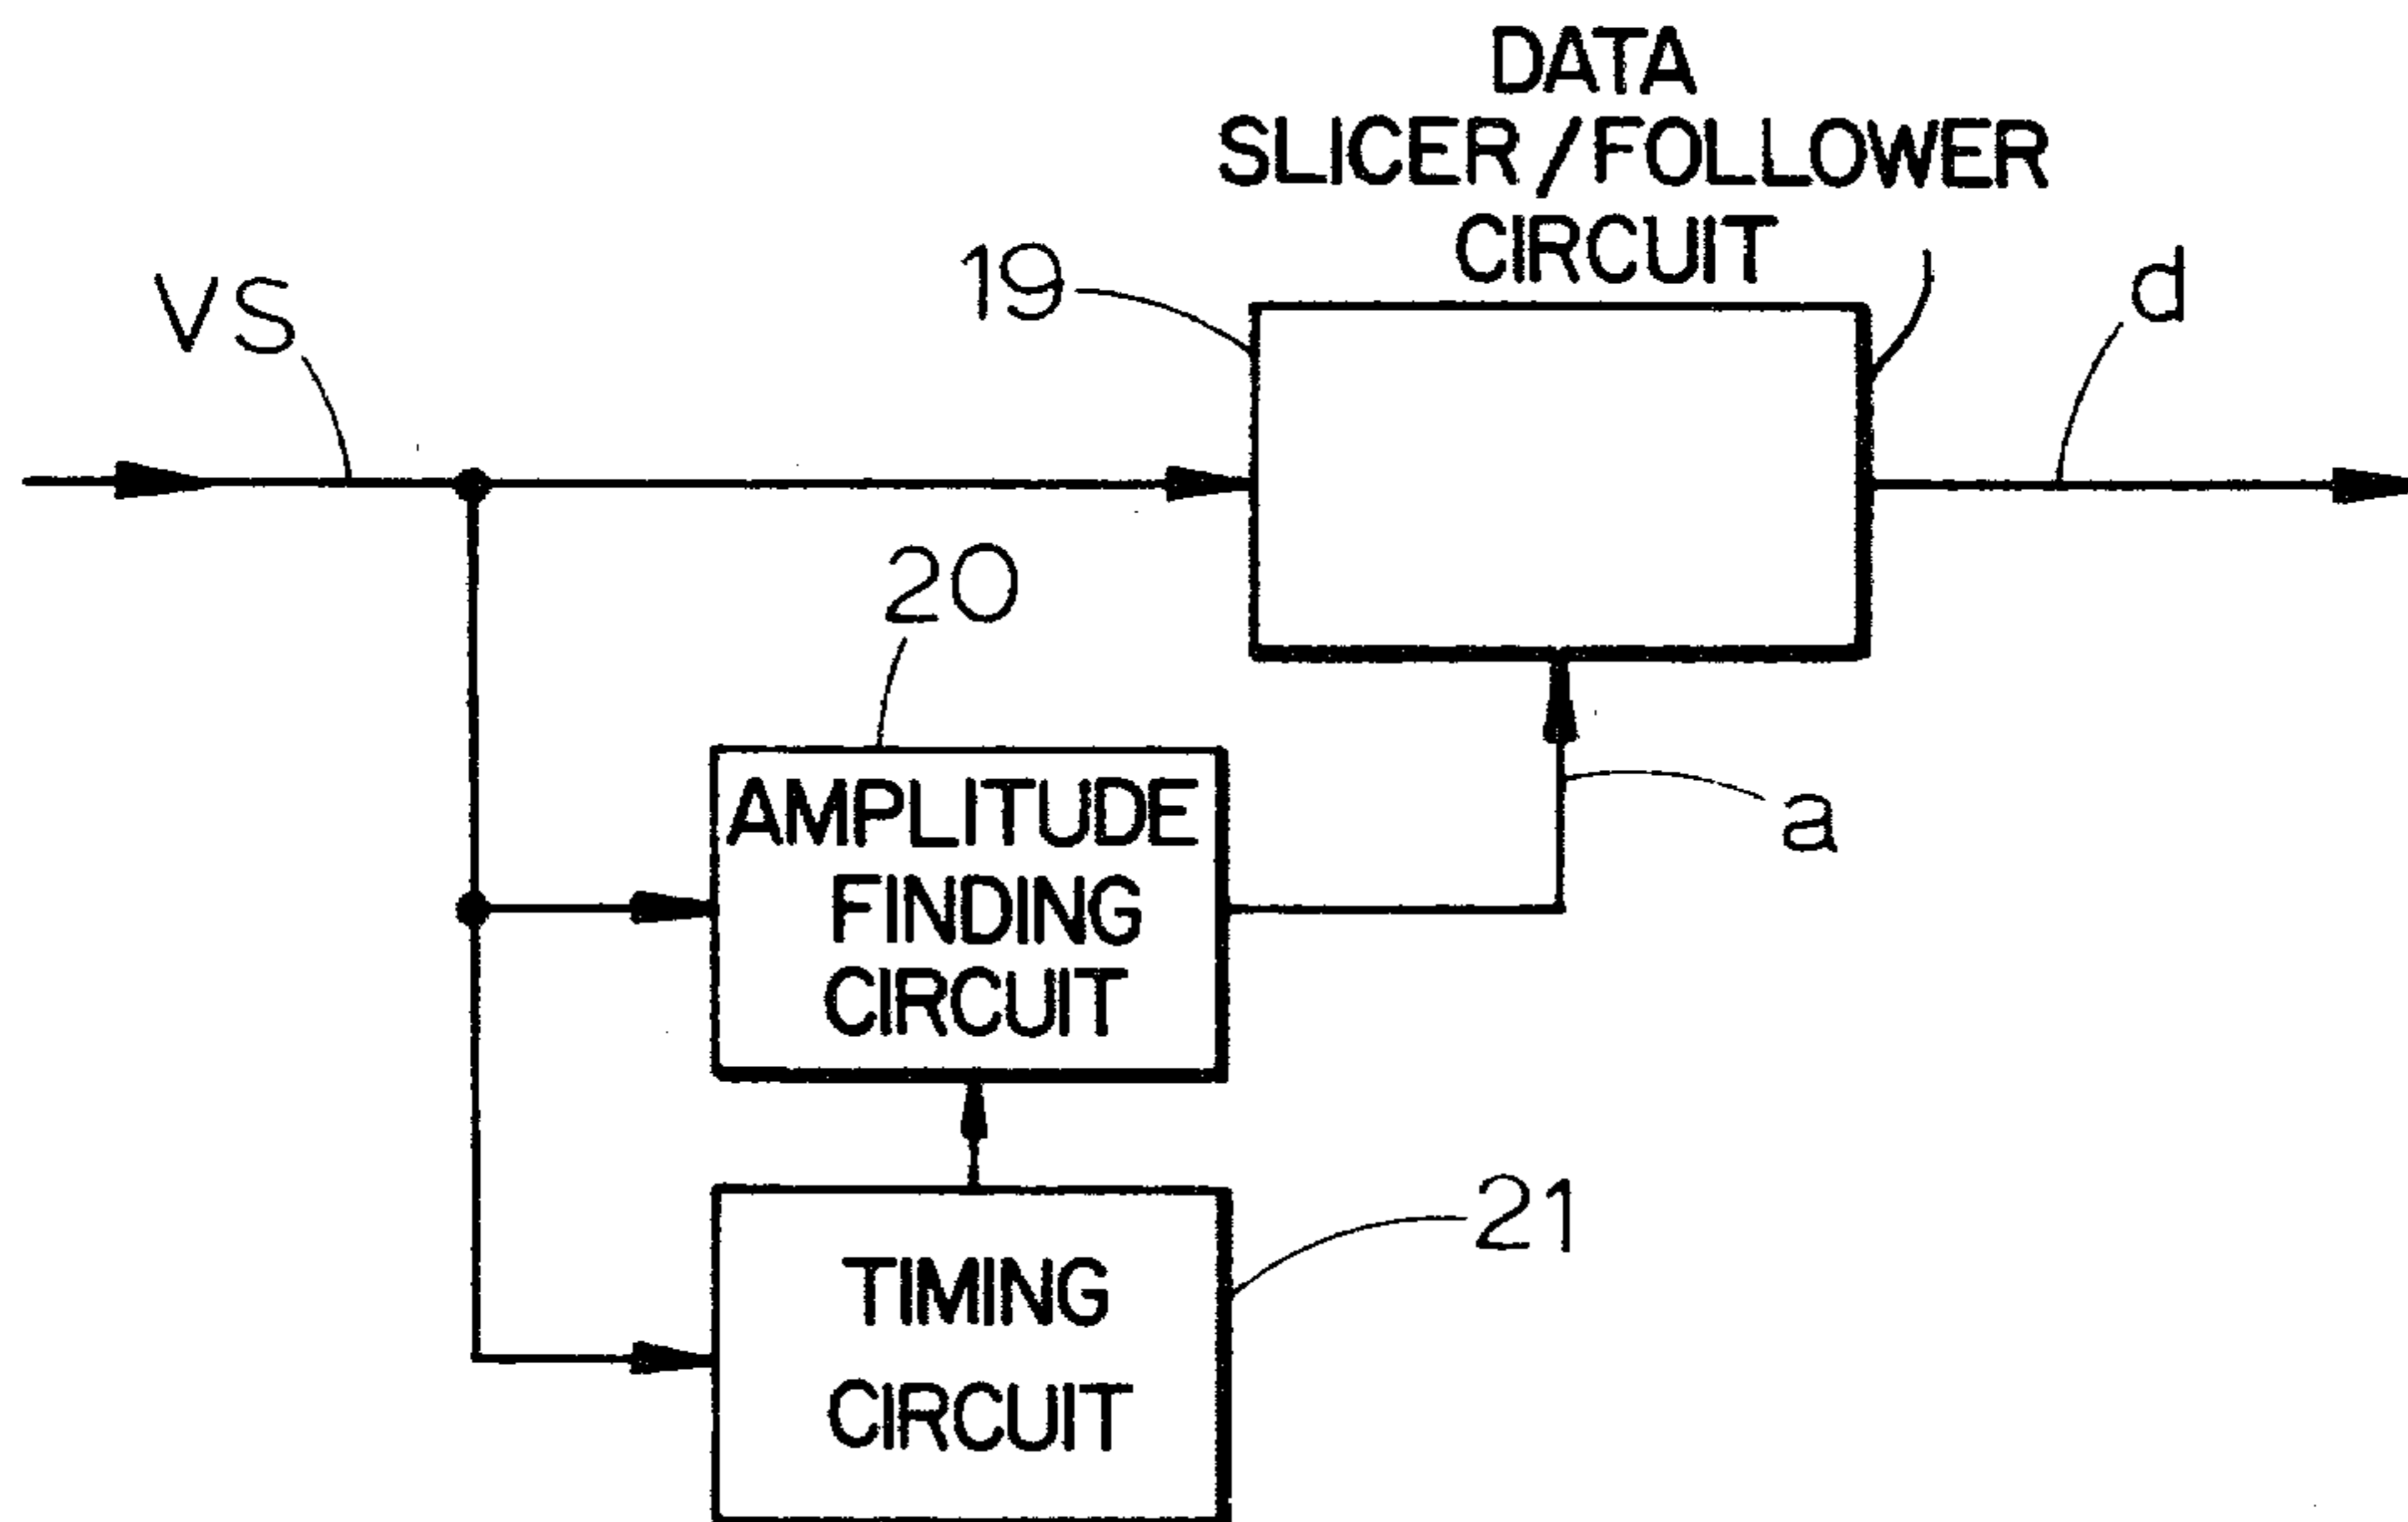 DATA
SLICER/FOLLOWER
CIRCUIT
19
VS
d
20
AMPLITUDE
FINDING
CIRCUIT
a
21
TIMING
CIRCUIT